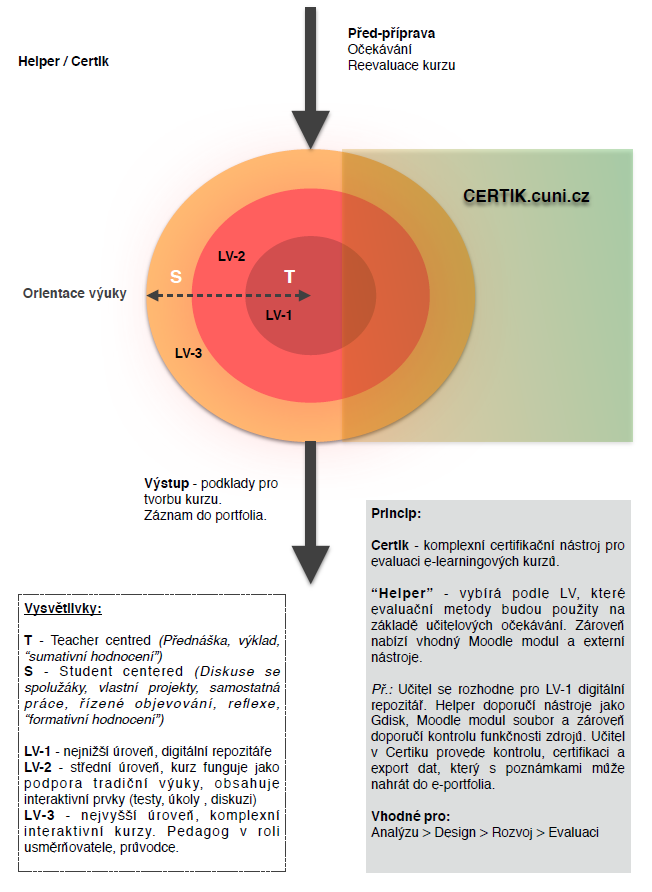 Před-příprava
Očekávání
Reevaluace kurzu
Helper / Certik
CERTIK.cuni.cz
LV-2
S
T
Orientace výuky
LV-1
LV-3
Výstup - podklady pro
tvorbu kurzu.
Záznam do portfolia.
Princip:
Certik - komplexní certifikační nástroj pro
evaluaci e-learningových kurzů.
“Helper” - vybírá podle LV, které
evaluační metody budou použity na
základě učitelových očekávání. Zároveň
nabízí vhodný Moodle modul a externí
nástroje.
Př.: Učitel se rozhodne pro LV-1 digitální
repozitář. Helper doporučí nástroje jako
Gdisk, Moodle modul soubor a zároveň
doporučí kontrolu funkčnosti zdrojů. Učitel
v Certiku provede kontrolu, certifikaci a
export dat, který s poznámkami může
nahrát do e-portfolia.
Vhodné pro:
Analýzu > Design > Rozvoj > Evaluaci
Vysvětlivky:
T - Teacher centred (Přednáška, výklad,
“sumativní hodnocení”)
S - Student centered (Diskuse se
spolužáky, vlastní projekty, samostatná
práce, řízené objevování, reflexe,
“formativní hodnocení”)
LV-1 - nejnižší úroveň, digitální repozitáře
LV-2 - střední úroveň, kurz funguje jako
podpora tradiční výuky, obsahuje
interaktivní prvky (testy, úkoly , diskuzi)
LV-3 - nejvyšší úroveň, komplexní
interaktivní kurzy. Pedagog v roli
usměrňovatele, průvodce.